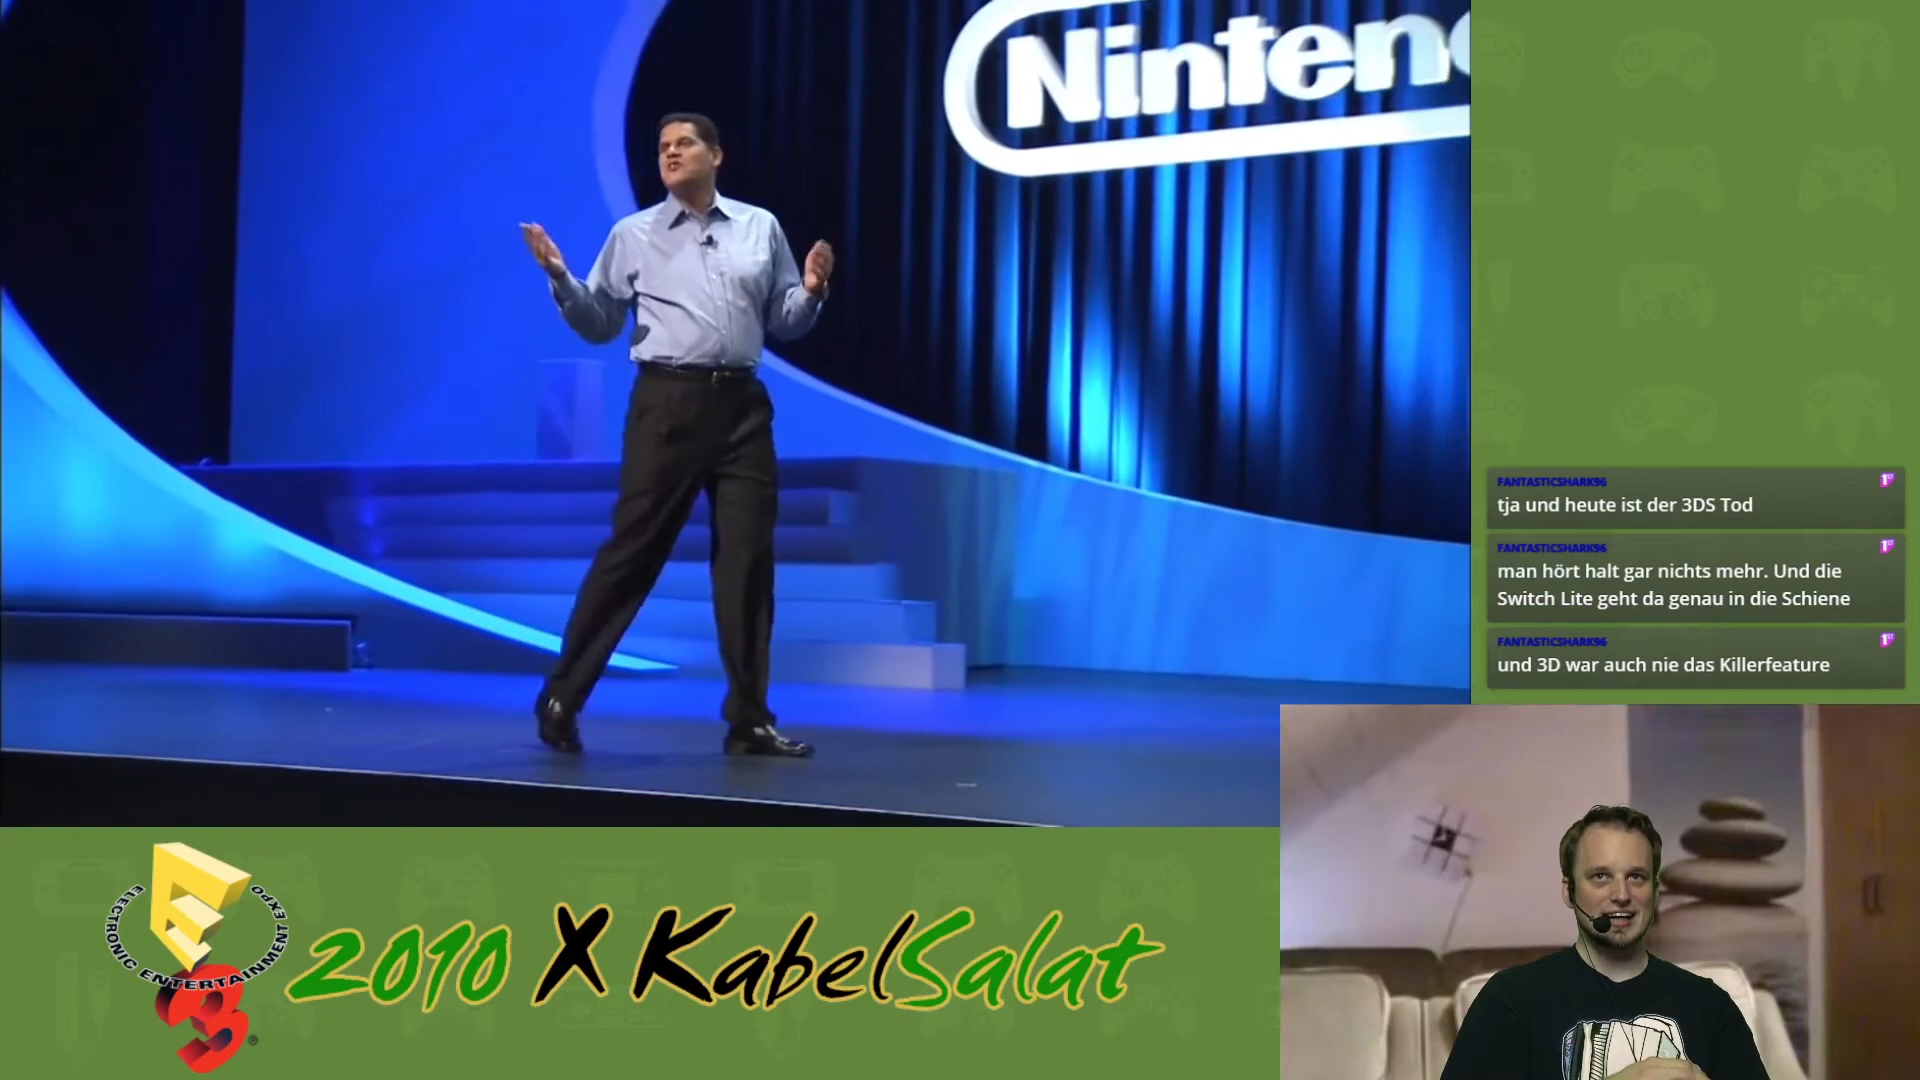 Ninten
FANTASTICSHARK96
tja und heute ist der 3DS Tod
FANTASTICSHARK96
man hört halt gar nichts mehr. Und die
Switch Lite geht da genau in die Schiene
FANTASTICSHARK96
und 3D war auch nie das Killerfeature
E3
ELECTRONIC ENTERTAINMENT EXPO
2010 X KabelSalat